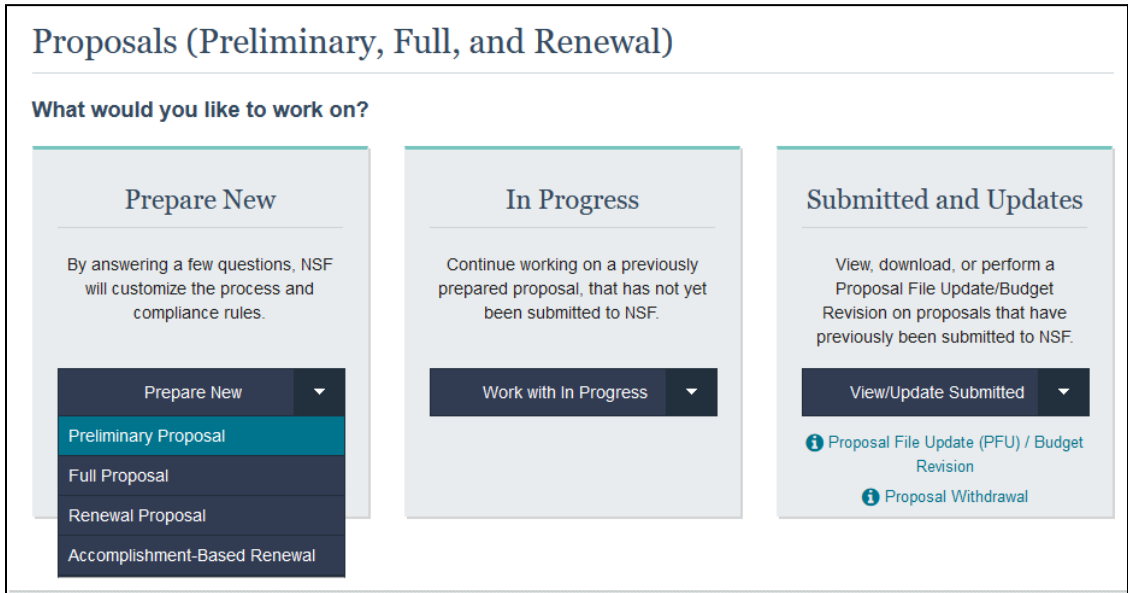 Proposals (Preliminary, Full, and Renewal)
What would you like to work on?
Prepare New
By answering a few questions, NSF
will customize the process and
compliance rules.
Prepare New
Preliminary Proposal
Full Proposal
Renewal Proposal
Accomplishment-Based Renewal
In Progress
Continue working on a previously
prepared proposal, that has not yet
been submitted to NSF.
Work with In Progress
Submitted and Updates
View, download, or perform a
Proposal File Update/Budget
Revision on proposals that have
previously been submitted to NSF.
View/Update Submitted
Proposal File Update (PFU) / Budget
Revision
Proposal Withdrawal